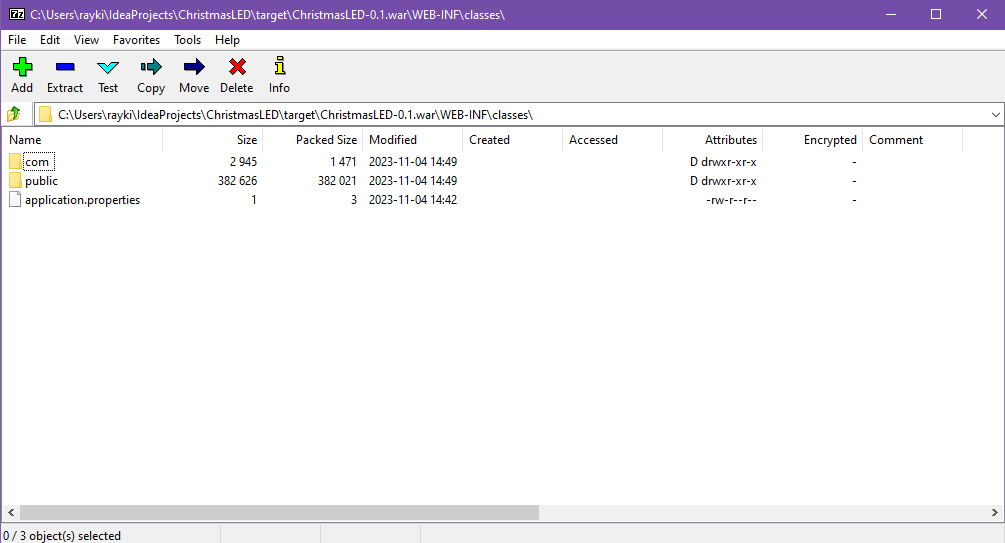 C:\Users\rayki\IdeaProjects\ChristmasLED\target\ChristmasLED-0.1.war\WEB-INF\classes\
File Edit View Favorites Tools Help
Add Extract Test Copy Move Delete Info
C:\Users\rayki\IdeaProjects\ChristmasLED\target\ChristmasLED-0.1.war\WEB-INF\classes\
Name Size Packed Size Modified Created Accessed Attributes Encrypted Comment
com 2 945 1 471 2023-11-04 14:49 D drwxr-xr-x -
public 382 626 382 021 2023-11-04 14:49 D drwxr-xr-x -
application.properties 1 3 2023-11-04 14:42 -rw-r--r-- -
0 / 3 object(s) selected